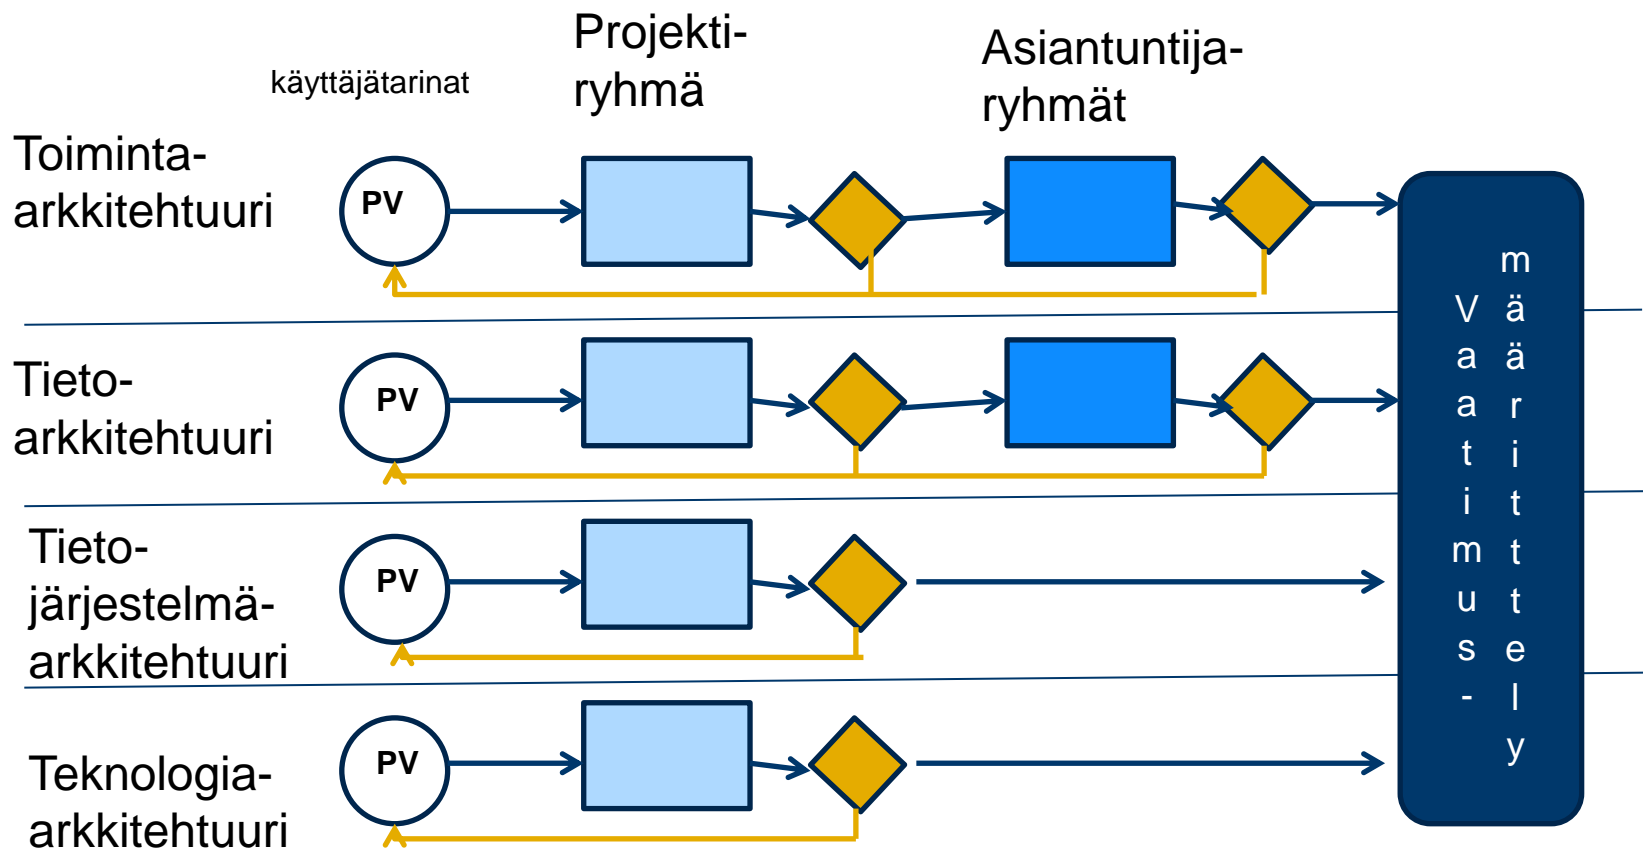 Projekti-
ryhmä
Asiantuntija-
ryhmät
käyttäjätarinat
Toiminta-
arkkitehtuuri
PV
Tieto-
arkkitehtuuri
PV
Tieto-
järjestelmä-
arkkitehtuuri
PV
Teknologia-
arkkitehtuuri
PV
Vaatimus-
määritttely